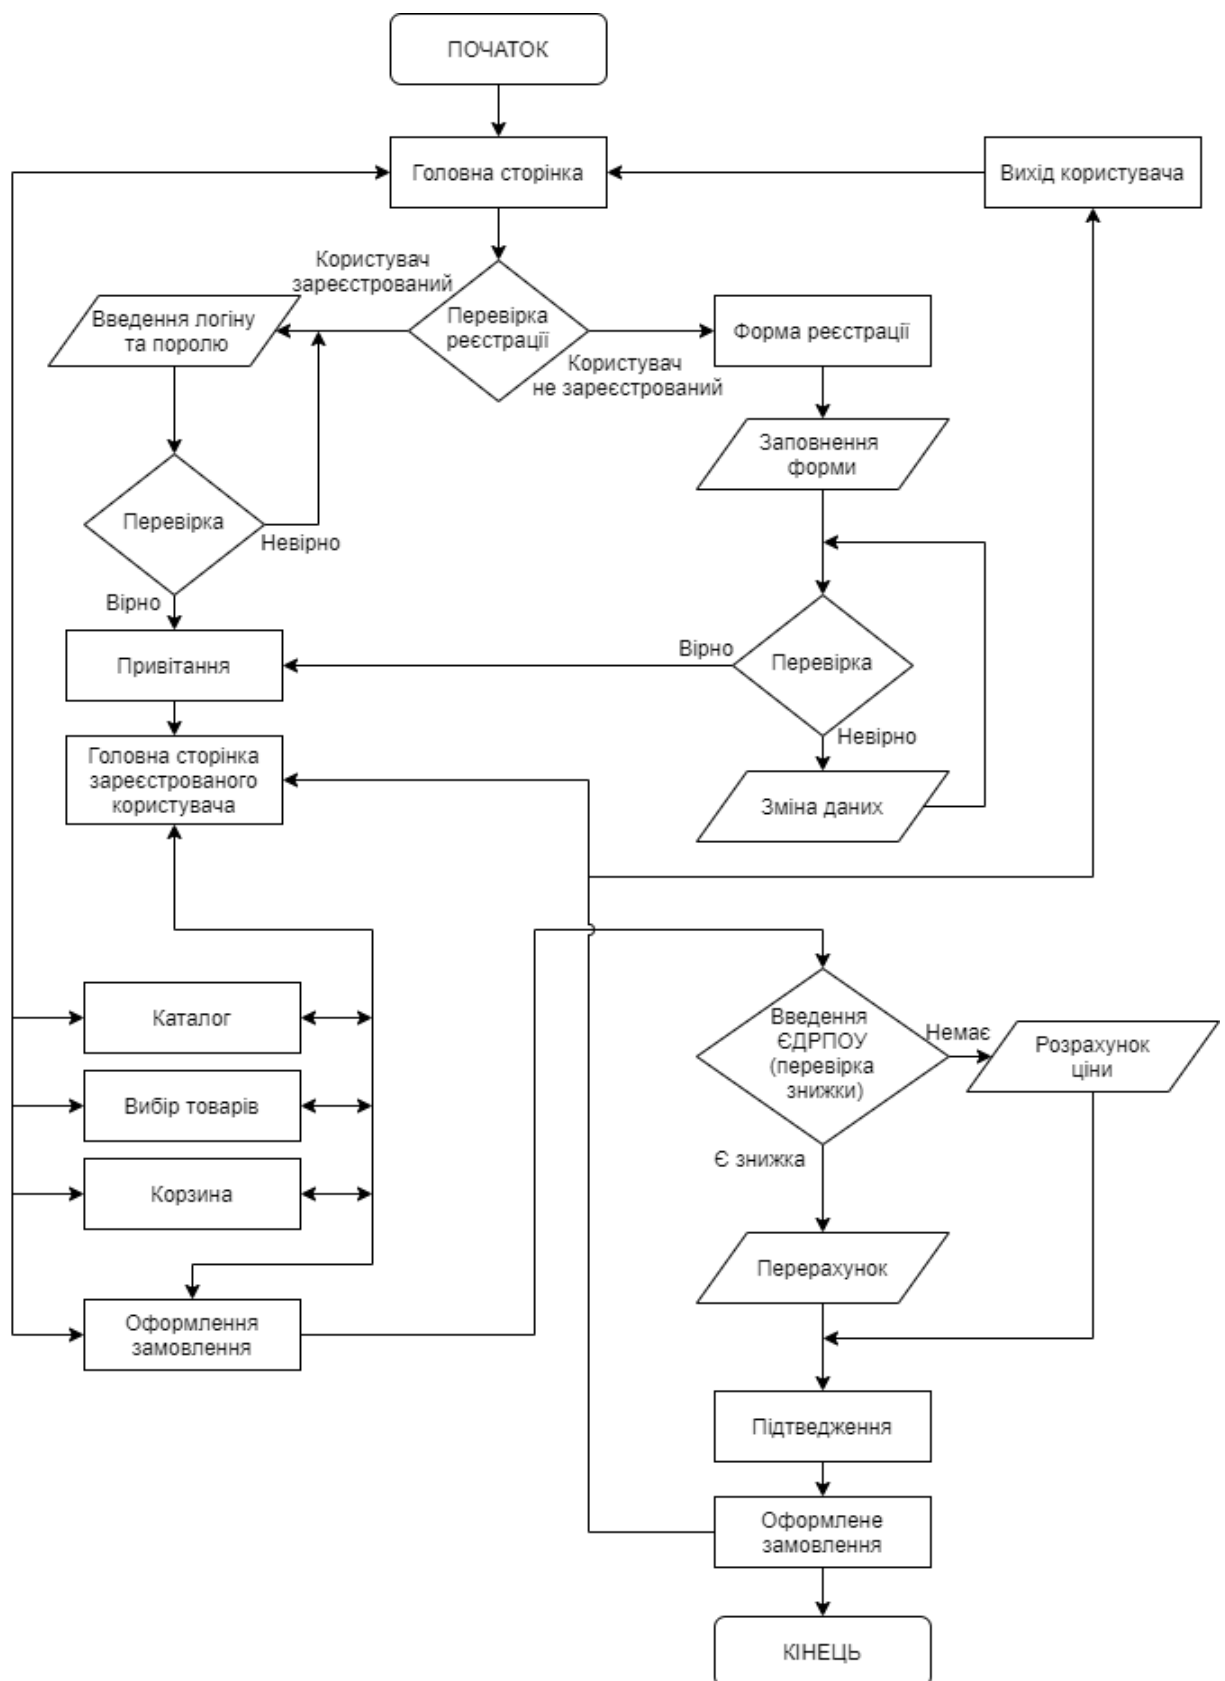 ПОЧАТОК
Головна сторінка
Вихід користувача
Користувач
зареєстрований
Введення логіну
та поролю
Перевірка
реєстрації
Форма реєстрації
Користувач
не зареєстрований
Заповнення
форми
Перевірка
Невірно
Вірно
Привітання
Вірно
Перевірка
Невірно
Головна сторінка
зареєстрованого
користувача
Зміна даних
Каталог
Введення
ЄДРПОУ
(перевірка
знижки)
Немає
Розрахунок
ціни
Вибір товарів
Є знижка
Корзина
Перерахунок
Оформлення
замовлення
Підтведження
Оформлене
замовлення
КІНЕЦЬ